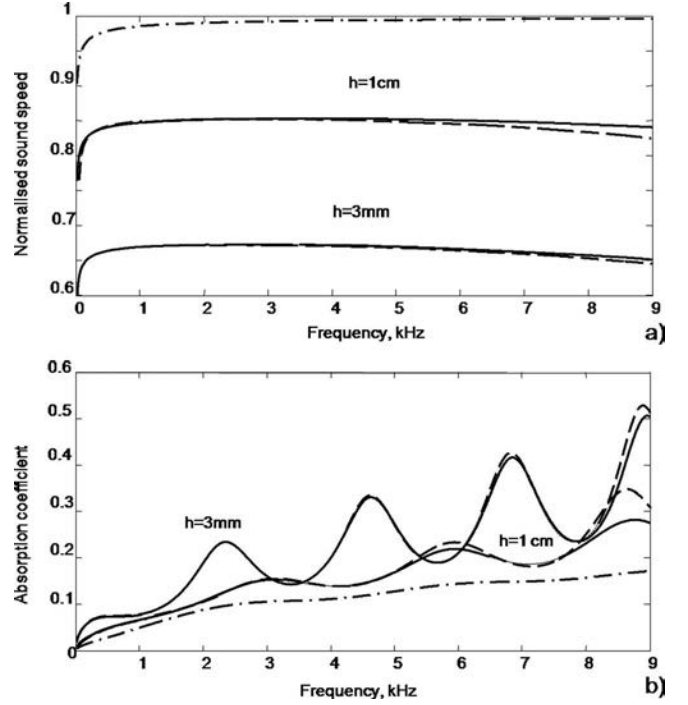 1
0.9
0.8
0.7
0.6
Normalised sound speed
h=1cm
h=3mm
0 1 2 3 4 5 6 7 8 9
Frequency, kHz
a)
0.6
0.5
0.4
0.3
0.2
0.1
0
Absorption coefficient
h=3mm
h=1 cm
1 2 3 4 5 6 7 8 9
Frequency, kHz
b)